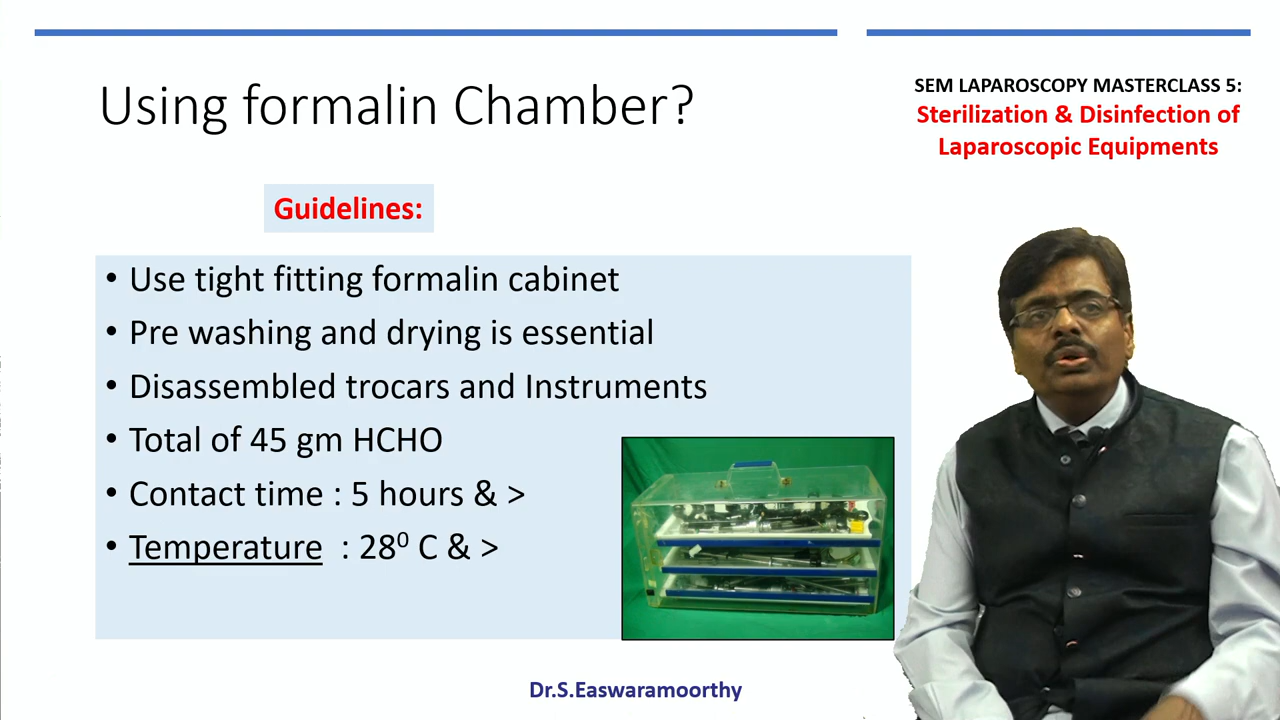 Using formalin Chamber?
SEM LAPAROSCOPY MASTERCLASS 5:
Sterilization & Disinfection of
Laparoscopic Equipments
Guidelines:
• Use tight fitting formalin cabinet
• Pre washing and drying is essential
• Disassembled trocars and Instruments
• Total of 45 gm HCHO
• Contact time : 5 hours & >
• Temperature : 28⁰ C & >
Dr.S.Easwaramoorthy